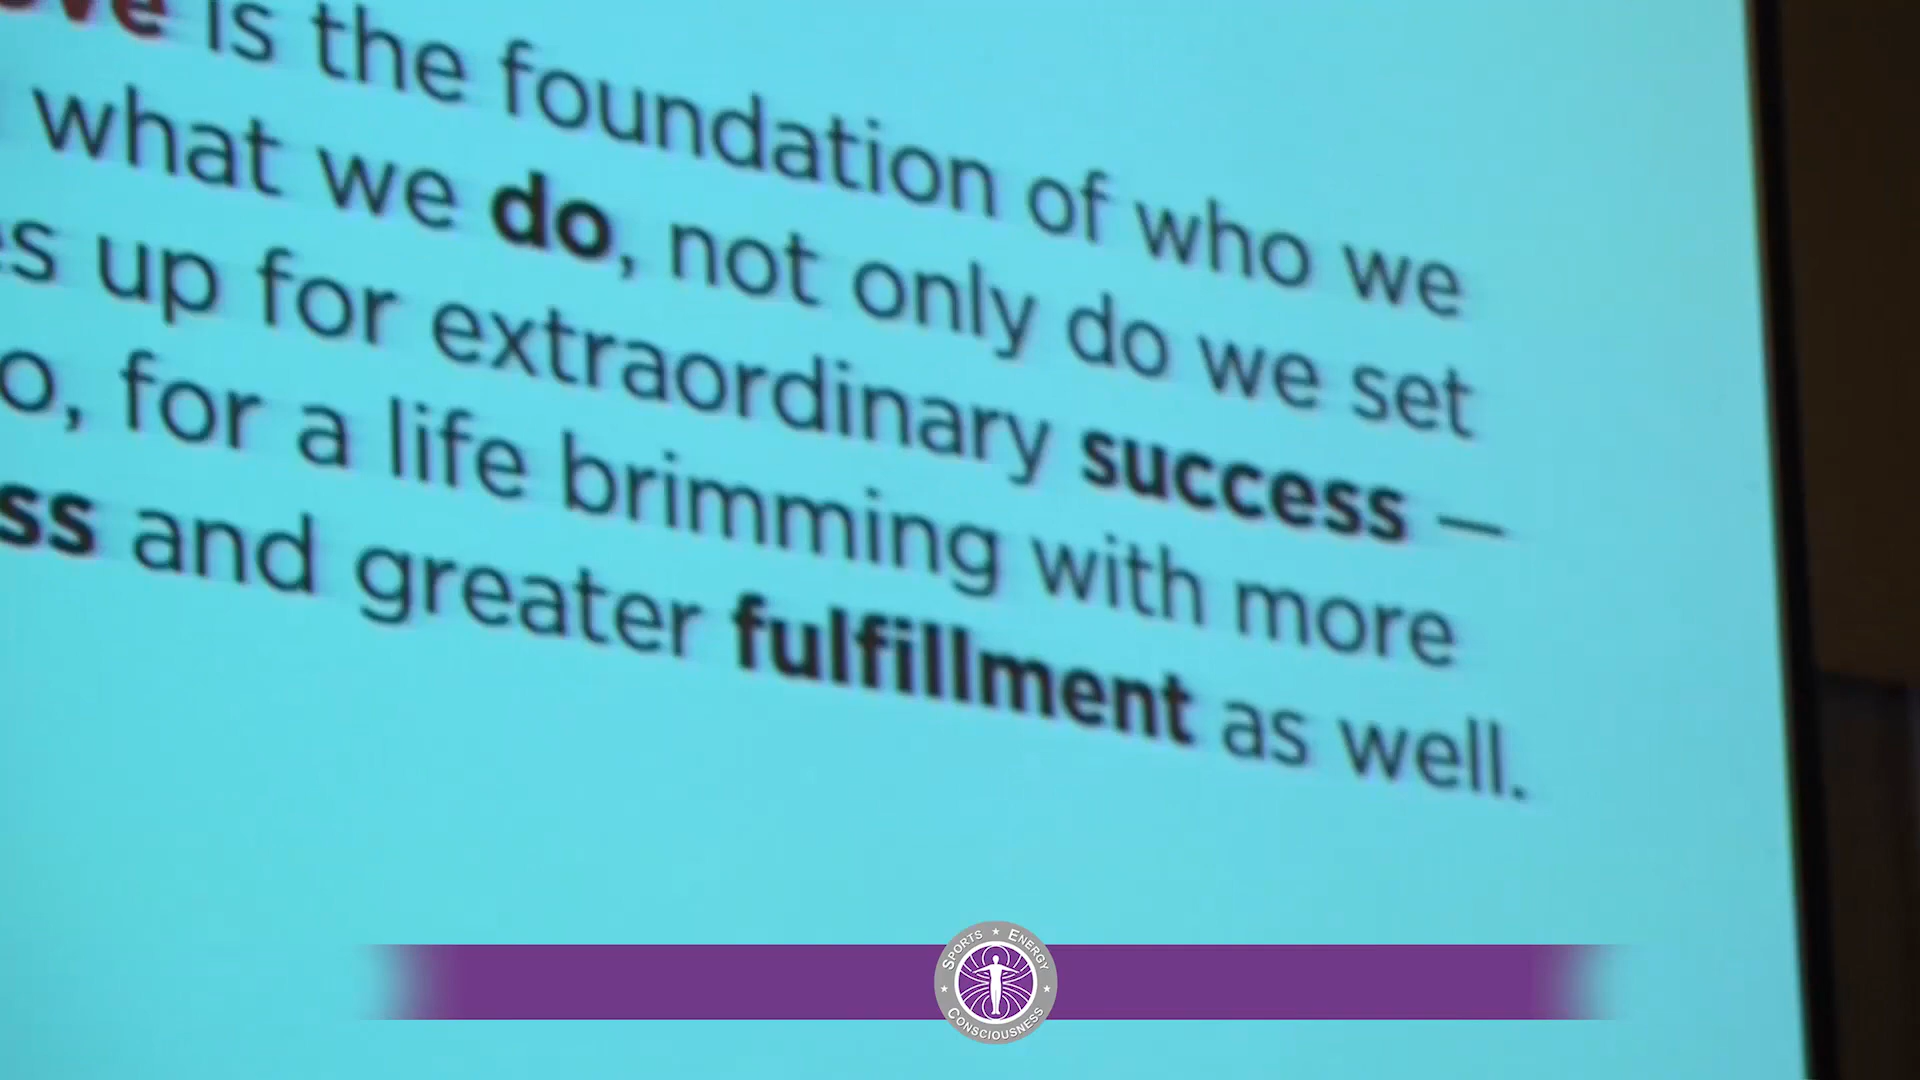 is the foundation of who we
what we do, not only do we set
up for extraordinary success —
for a life brimming with more
and greater fulfillment as well.
SPORTS ★ ENERGY ★ CONSCIOUSNESS ★